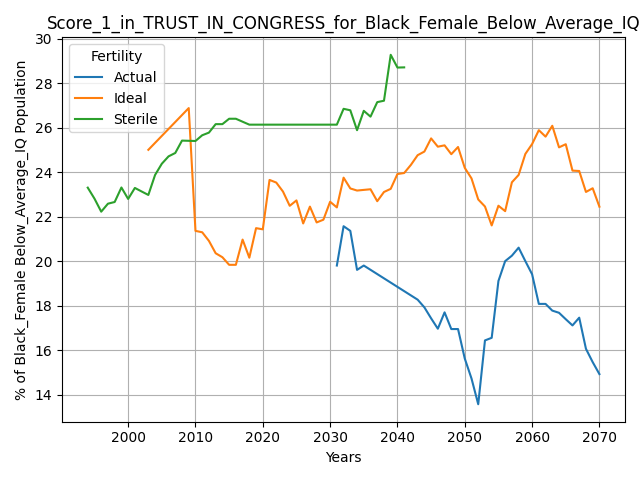 Score_1_in_TRUST_IN_CONGRESS_for_Black_Female_Below_Average_IQ
% of Black_Female Below_Average_IQ Population
30
28
26
24
22
20
18
16
14
Fertility
Actual
Ideal
Sterile
2000 2010 2020 2030 2040 2050 2060 2070
Years